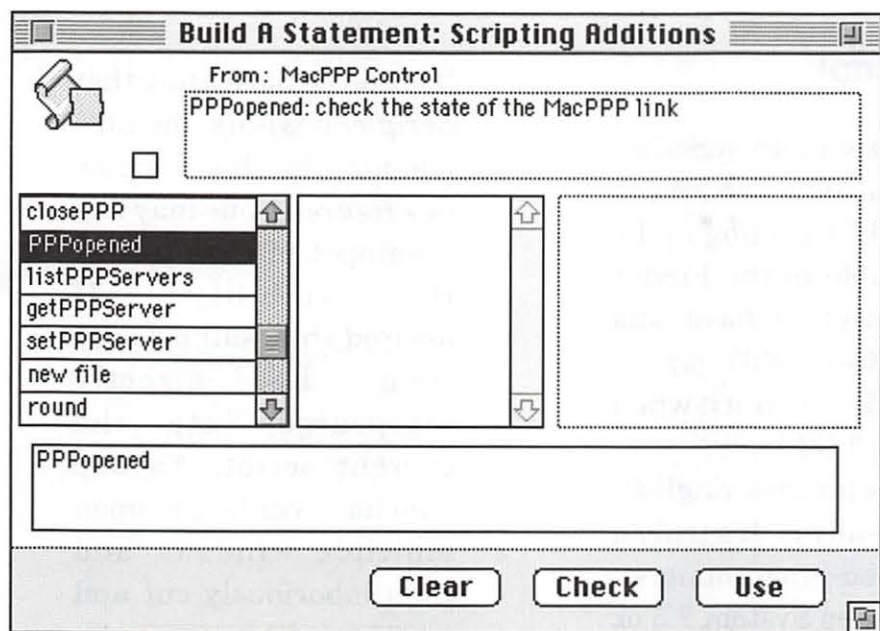 Build A Statement: Scripting Additions
From: MacPPP Control
PPPopened: check the state of the MacPPP link
closePPP
PPPopened
listPPPServers
getPPPServer
setPPPServer
new file
round
PPPopened
Clear
Check
Use